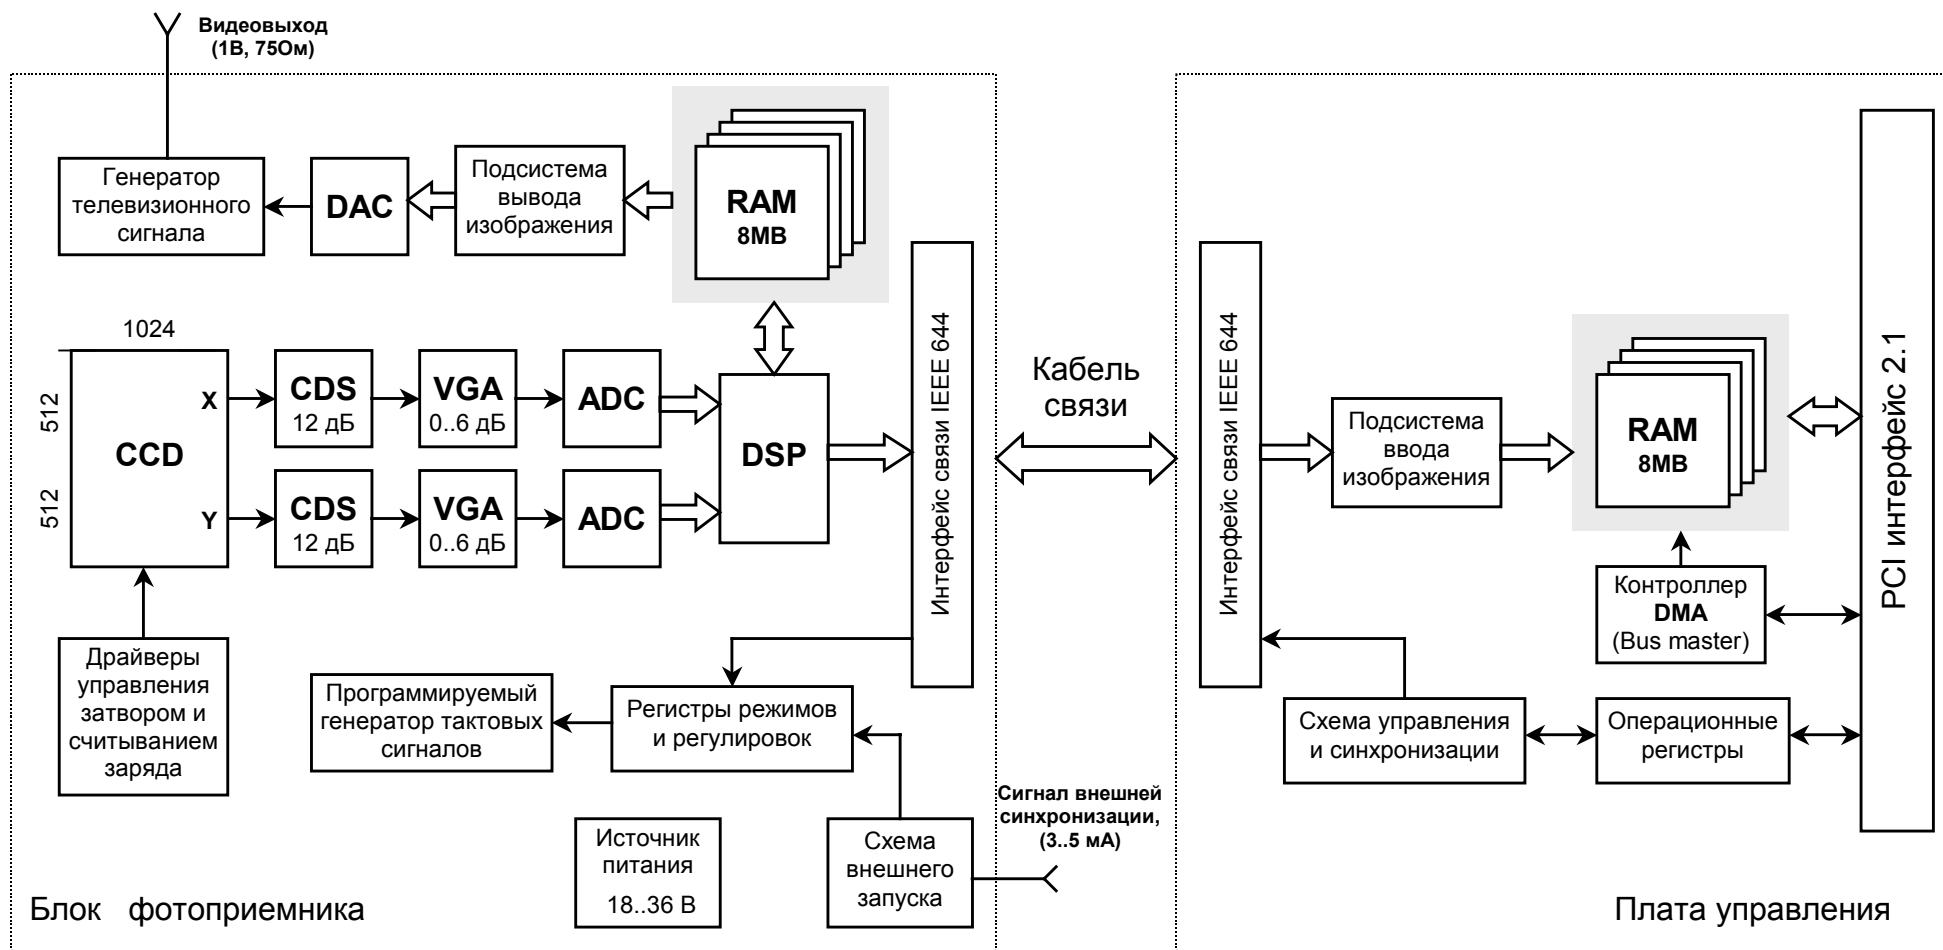 Видеовыход
(1В, 75Ом)
Генератор
телевизионного
сигнала
DAC
Подсистема
вывода
изображения
RAM
8MB
1024
512
512
CCD
X
Y
CDS
12 дБ
VGA
0..6 дБ
ADC
CDS
12 дБ
VGA
0..6 дБ
ADC
DSP
Интерфейс связи IEEE 644
Драйверы
управления
затвором и
считыванием
заряда
Программируемый
генератор тактовых
сигналов
Регистры режимов
и регулировок
Источник
питания
18..36 В
Схема
внешнего
запуска
Сигнал внешней
синхронизации,
(3..5 мА)
Блок фотоприемника
Кабель
связи
Интерфейс связи IEEE 644
Подсистема
ввода
изображения
RAM
8MB
Контроллер
DMA
(Bus master)
Схема управления
и синхронизации
Операционные
регистры
PCI интерфейс 2.1
Плата управления